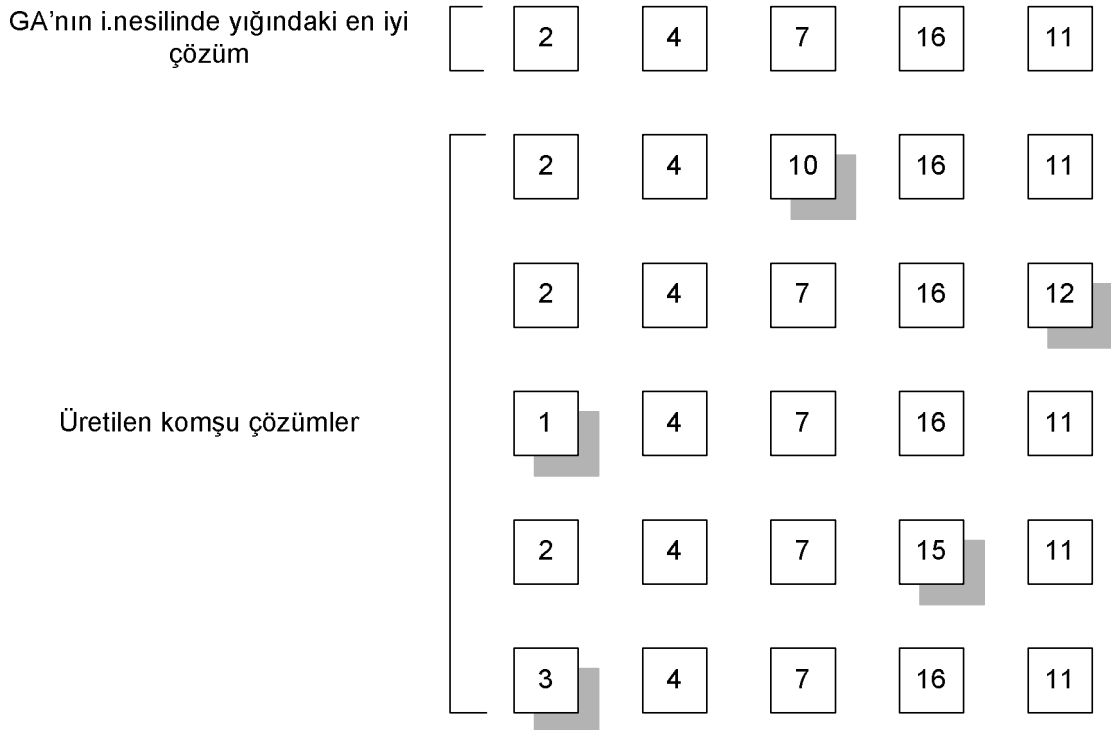 GA’nın i.nesilinde yığındaki en iyi
çözüm
2 4 7 16 11
2 4 10 16 11
2 4 7 16 12
Üretilen komşu çözümler
1 4 7 16 11
2 4 7 15 11
3 4 7 16 11